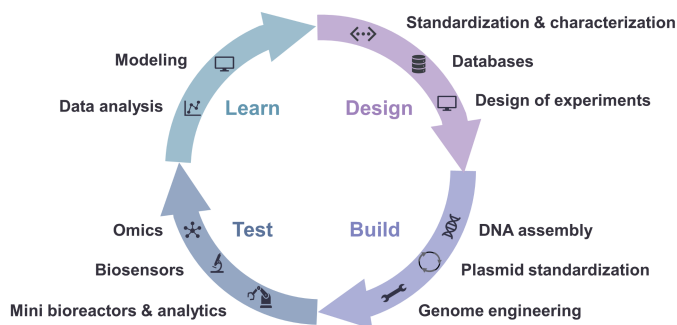 Standardization & characterization
Modeling
Databases
Data analysis
Learn
Design
Design of experiments
Omics
Test
Build
DNA assembly
Biosensors
Plasmid standardization
Mini bioreactors & analytics
Genome engineering